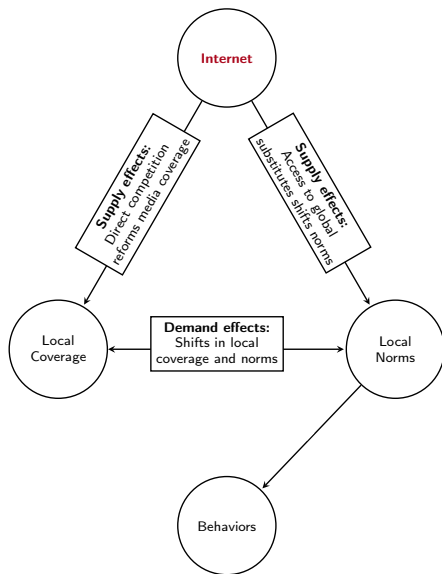 Internet
Supply effects:
Direct competition
reforms media coverage
Supply effects:
Access to global
substitutes shifts norms
Local
Coverage
Demand effects:
Shifts in local
coverage and norms
Local
Norms
Behaviors